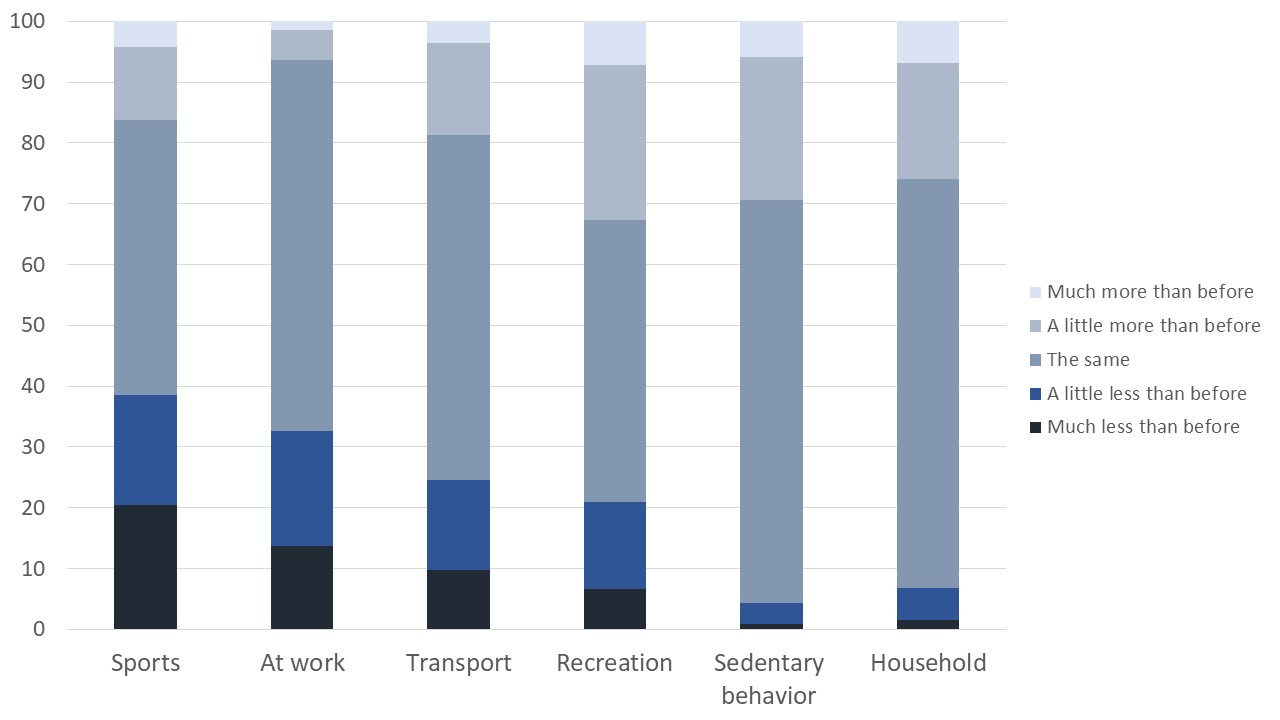 100
90
80
70
60
50
40
30
20
10
0
Sports
At work
Transport
Recreation
Sedentary
behavior
Household
Much more than before
A little more than before
The same
A little less than before
Much less than before